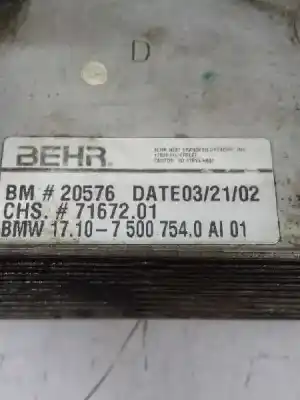 D
BEHR
BM # 20576 DATE03/21/02
CHS. # 71672.01
BMW 17.10-7 500 754.0 AI 01